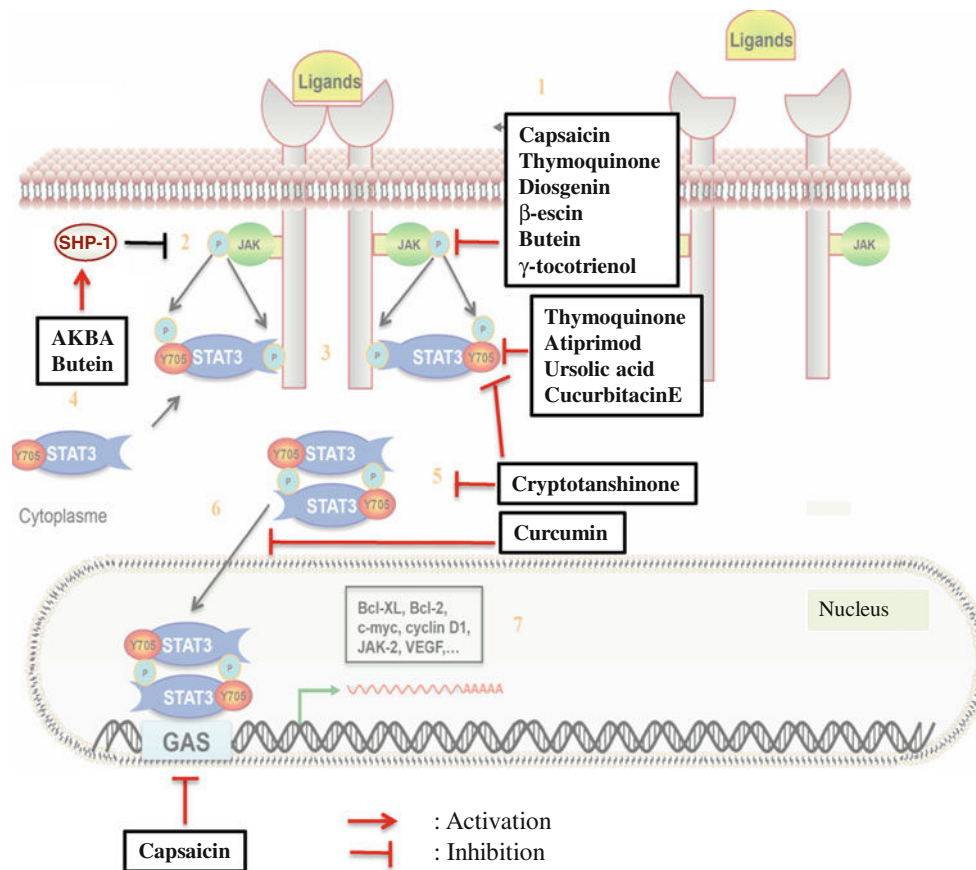 Ligands
Ligands
1
Capsaicin
Thymoquinone
Diosgenin
β-escin
Butein
γ-tocotrienol
SHP-1
2
P
JAK
JAK
P
JAK
AKBA
Butein
P
Y705
STAT3
P
3
P
STAT3
P
Y705
Thymoquinone
Atiprimod
Ursolic acid
CucurbitacinE
4
Y705
STAT3
Y705
STAT3
P
P
STAT3
Y705
5
Cryptotanshinone
Cytoplasme
6
Curcumin
Bcl-XL, Bcl-2,
c-myc, cyclin D1,
JAK-2, VEGF,...
7
Nucleus
Y705
STAT3
P
P
STAT3
Y705
AAAAA
GAS
Capsaicin
: Activation
: Inhibition